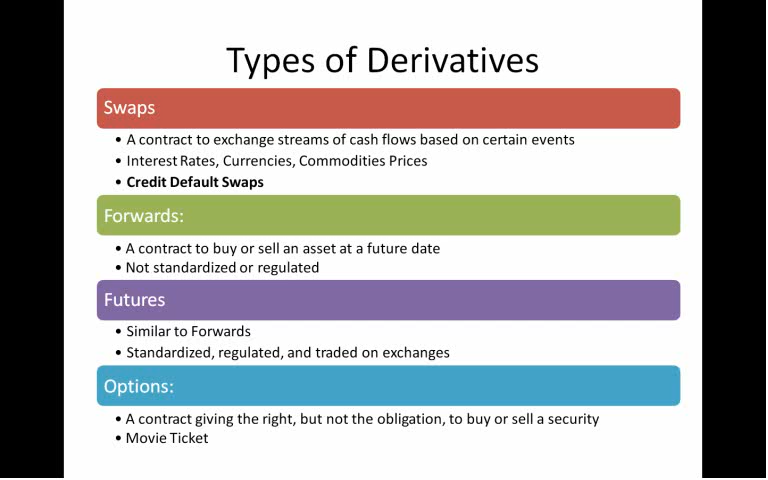 Types of Derivatives
Swaps
• A contract to exchange streams of cash flows based on certain events
• Interest Rates, Currencies, Commodities Prices
• Credit Default Swaps
Forwards:
• A contract to buy or sell an asset at a future date
• Not standardized or regulated
Futures
• Similar to Forwards
• Standardized, regulated, and traded on exchanges
Options:
• A contract giving the right, but not the obligation, to buy or sell a security
• Movie Ticket